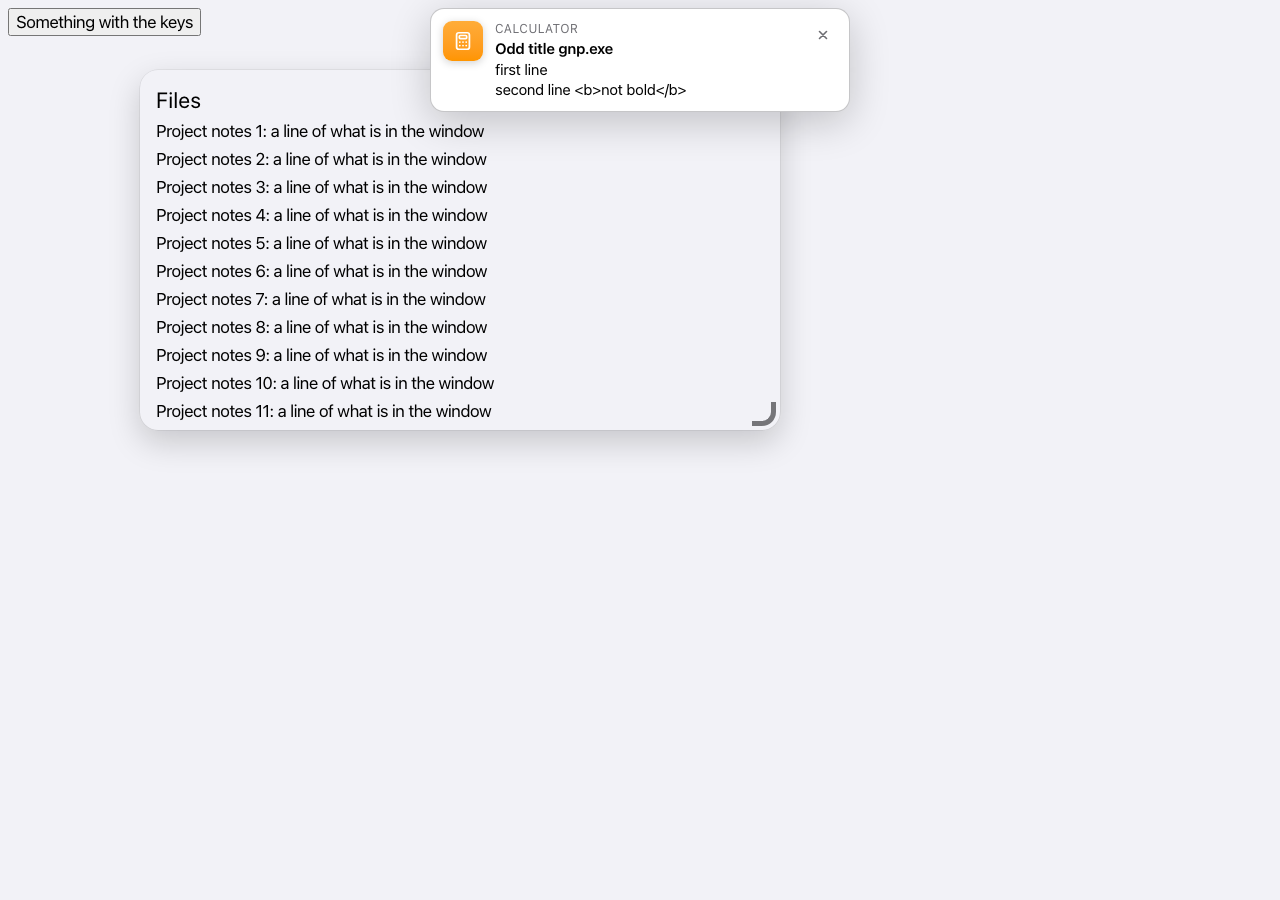 Something with the keys
CALCULATOR
Odd title gnp.exe
first line
second line <b>not bold</b>
Files
Project notes 1: a line of what is in the window
Project notes 2: a line of what is in the window
Project notes 3: a line of what is in the window
Project notes 4: a line of what is in the window
Project notes 5: a line of what is in the window
Project notes 6: a line of what is in the window
Project notes 7: a line of what is in the window
Project notes 8: a line of what is in the window
Project notes 9: a line of what is in the window
Project notes 10: a line of what is in the window
Project notes 11: a line of what is in the window